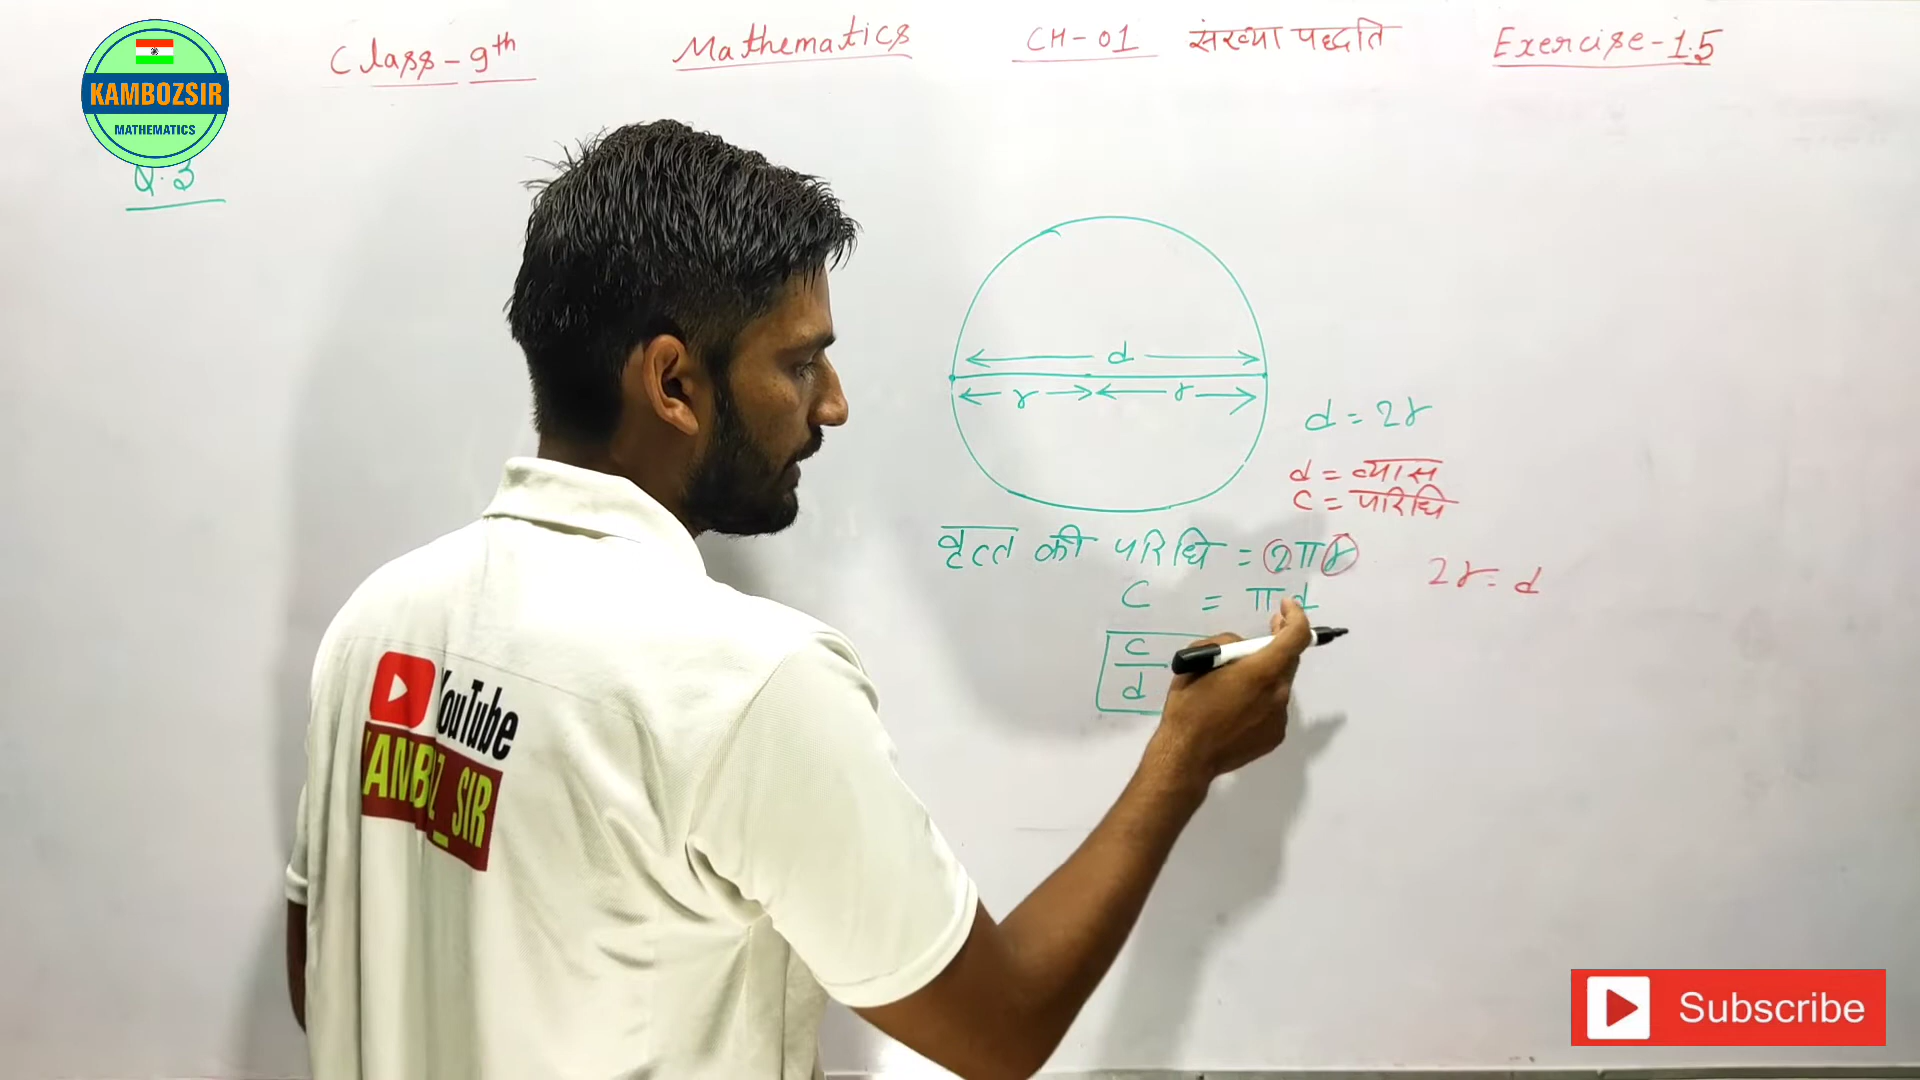 Class-9th Mathematics CH-01 संख्या पद्धति Exercise-1.5
KAMBOZSIR
MATHEMATICS
Q.3
d
r r
d = 2r
d = व्यास
C = परिधि
वृत्त की परिधि = 2πr
2r = d
C = πd
C
d
YouTube
SIR
Subscribe